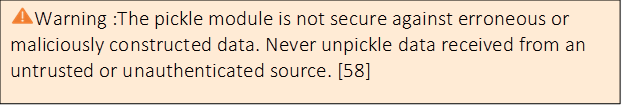 ⚠Warning :The pickle module is not secure against erroneous or
maliciously constructed data. Never unpickle data received from an
untrusted or unauthenticated source. [58]